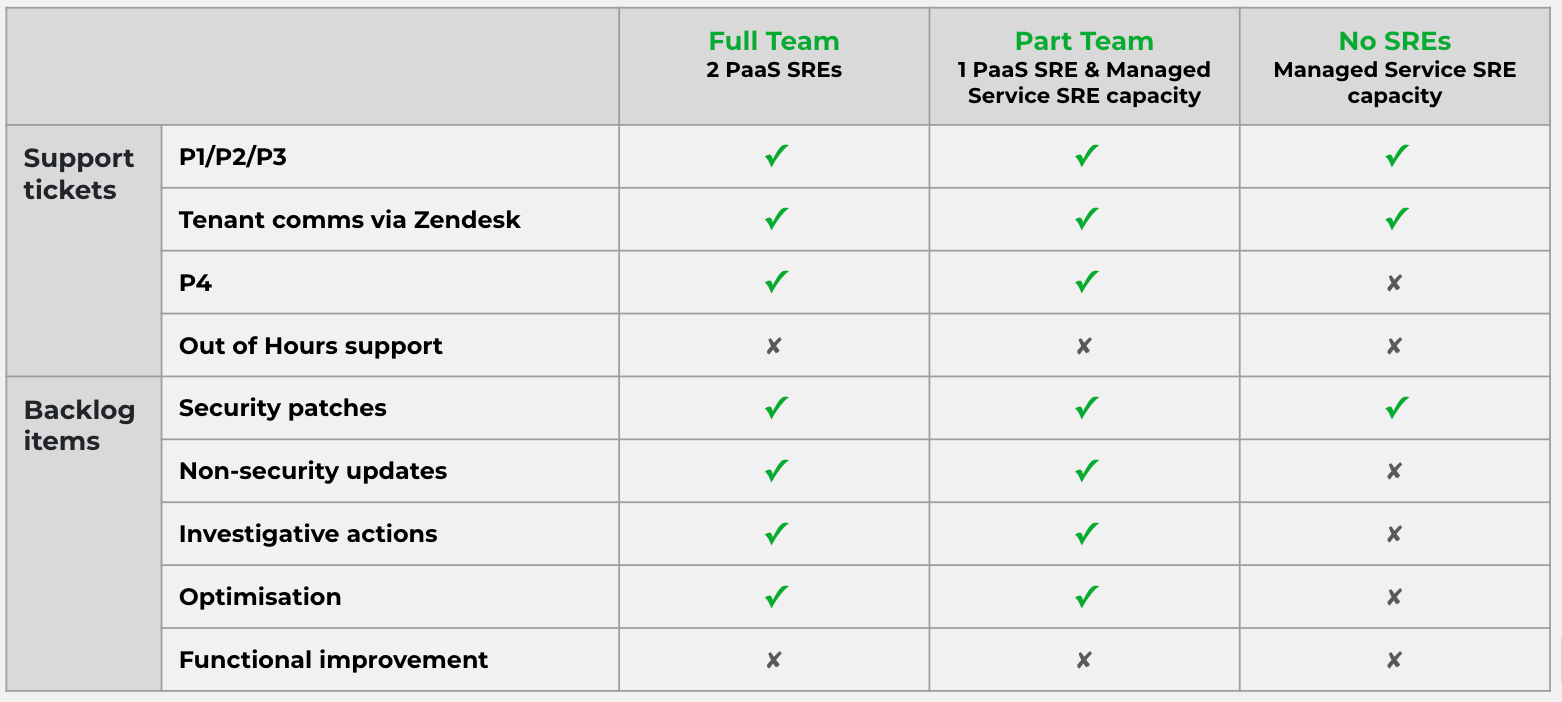 Full Team
2 PaaS SREs
Part Team
1 PaaS SRE & Managed
Service SRE capacity
No SREs
Managed Service SRE
capacity
Support
tickets
P1/P2/P3 ✓ ✓ ✓
Tenant comms via Zendesk ✓ ✓ ✓
P4 ✓ ✓ ✘
Out of Hours support ✘ ✘ ✘
Backlog
items
Security patches ✓ ✓ ✓
Non-security updates ✓ ✓ ✘
Investigative actions ✓ ✓ ✘
Optimisation ✓ ✓ ✘
Functional improvement ✘ ✘ ✘